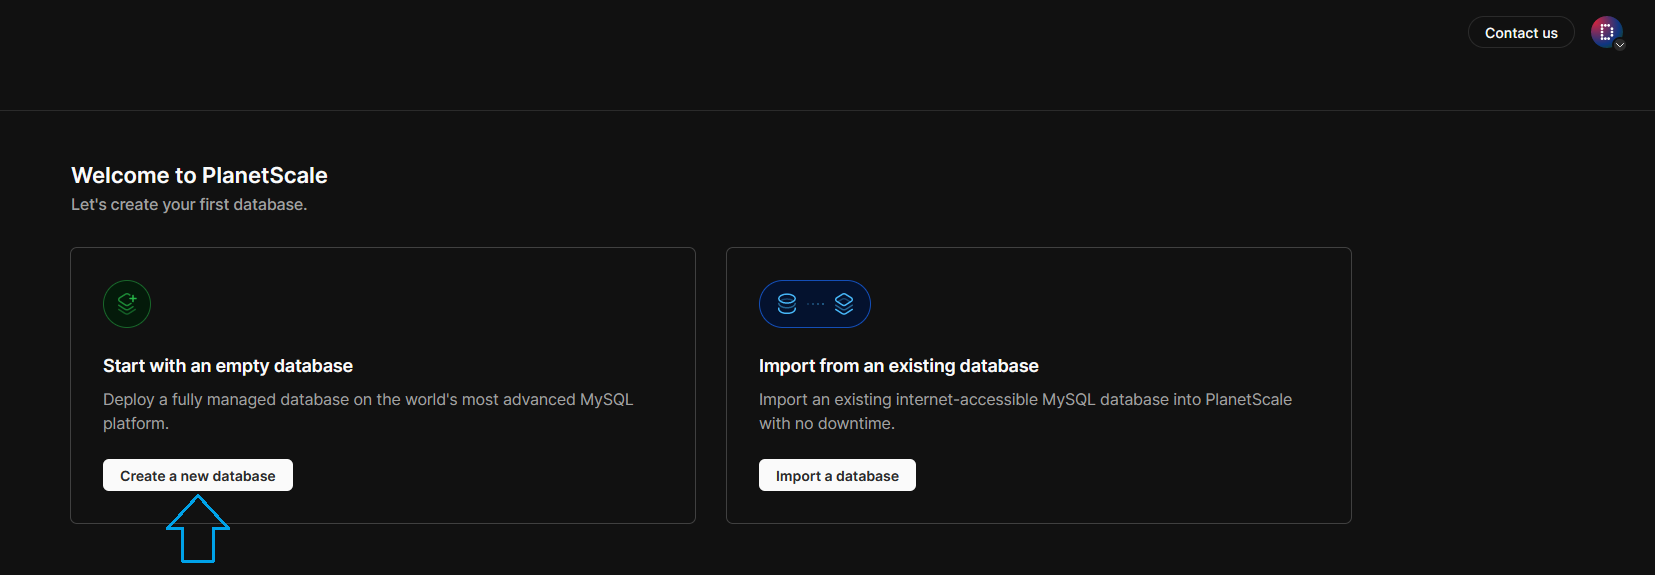 Contact us
D
Welcome to PlanetScale
Let's create your first database.
Start with an empty database
Deploy a fully managed database on the world's most advanced MySQL
platform.
Create a new database
Import from an existing database
Import an existing internet-accessible MySQL database into PlanetScale
with no downtime.
Import a database